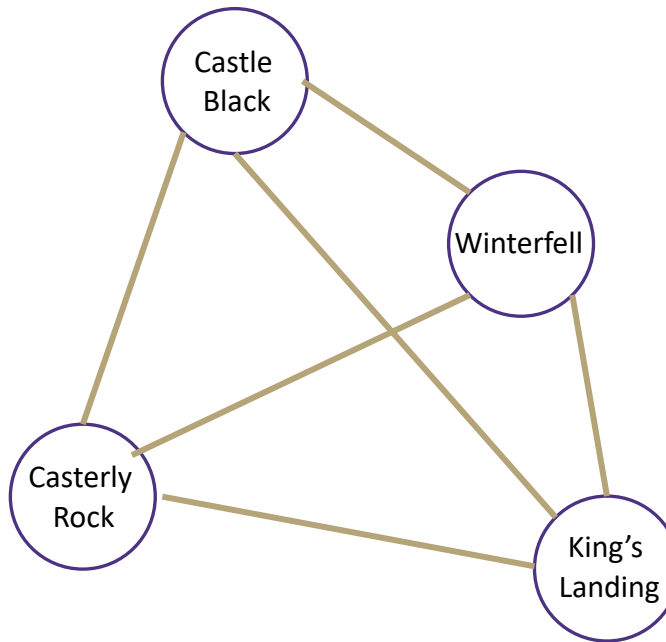 Castle
Black
Winterfell
Casterly
Rock
King’s
Landing